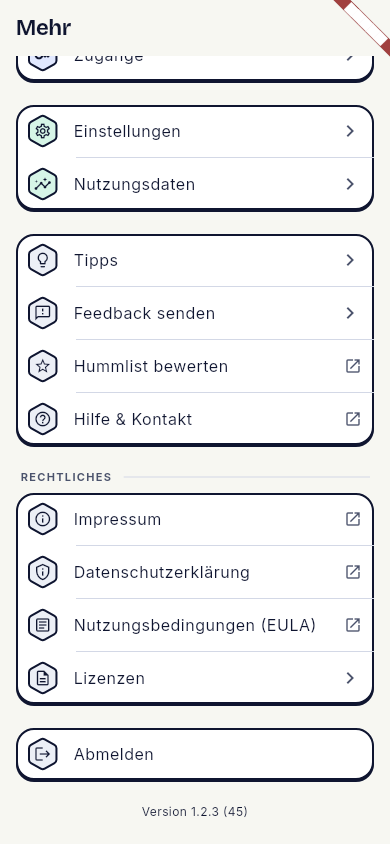 Mehr
Zugänge
Einstellungen
Nutzungsdaten
Tipps
Feedback senden
Hummlist bewerten
Hilfe & Kontakt
RECHTLICHES
Impressum
Datenschutzerklärung
Nutzungsbedingungen (EULA)
Lizenzen
Abmelden
Version 1.2.3 (45)